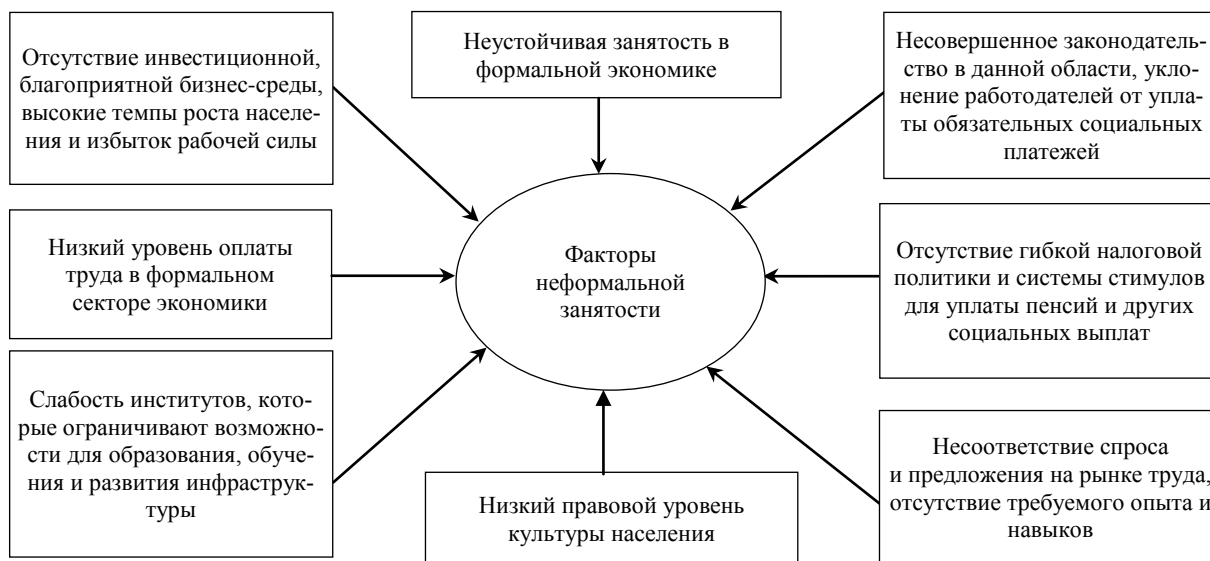 Отсутствие инвестиционной,
благоприятной бизнес-среды,
высокие темпы роста населе-
ния и избыток рабочей силы
Неустойчивая занятость в
формальной экономике
Несовершенное законодатель-
ство в данной области, укло-
нение работодателей от упла-
ты обязательных социальных
платежей
Низкий уровень оплаты
труда в формальном
секторе экономики
Факторы
неформальной
занятости
Отсутствие гибкой налоговой
политики и системы стимулов
для уплаты пенсий и других
социальных выплат
Слабость институтов, кото-
рые ограничивают возможно-
сти для образования, обуче-
ния и развития инфраструк-
туры
Низкий правовой уровень
культуры населения
Несоответствие спроса
и предложения на рынке труда,
отсутствие требуемого опыта и
навыков